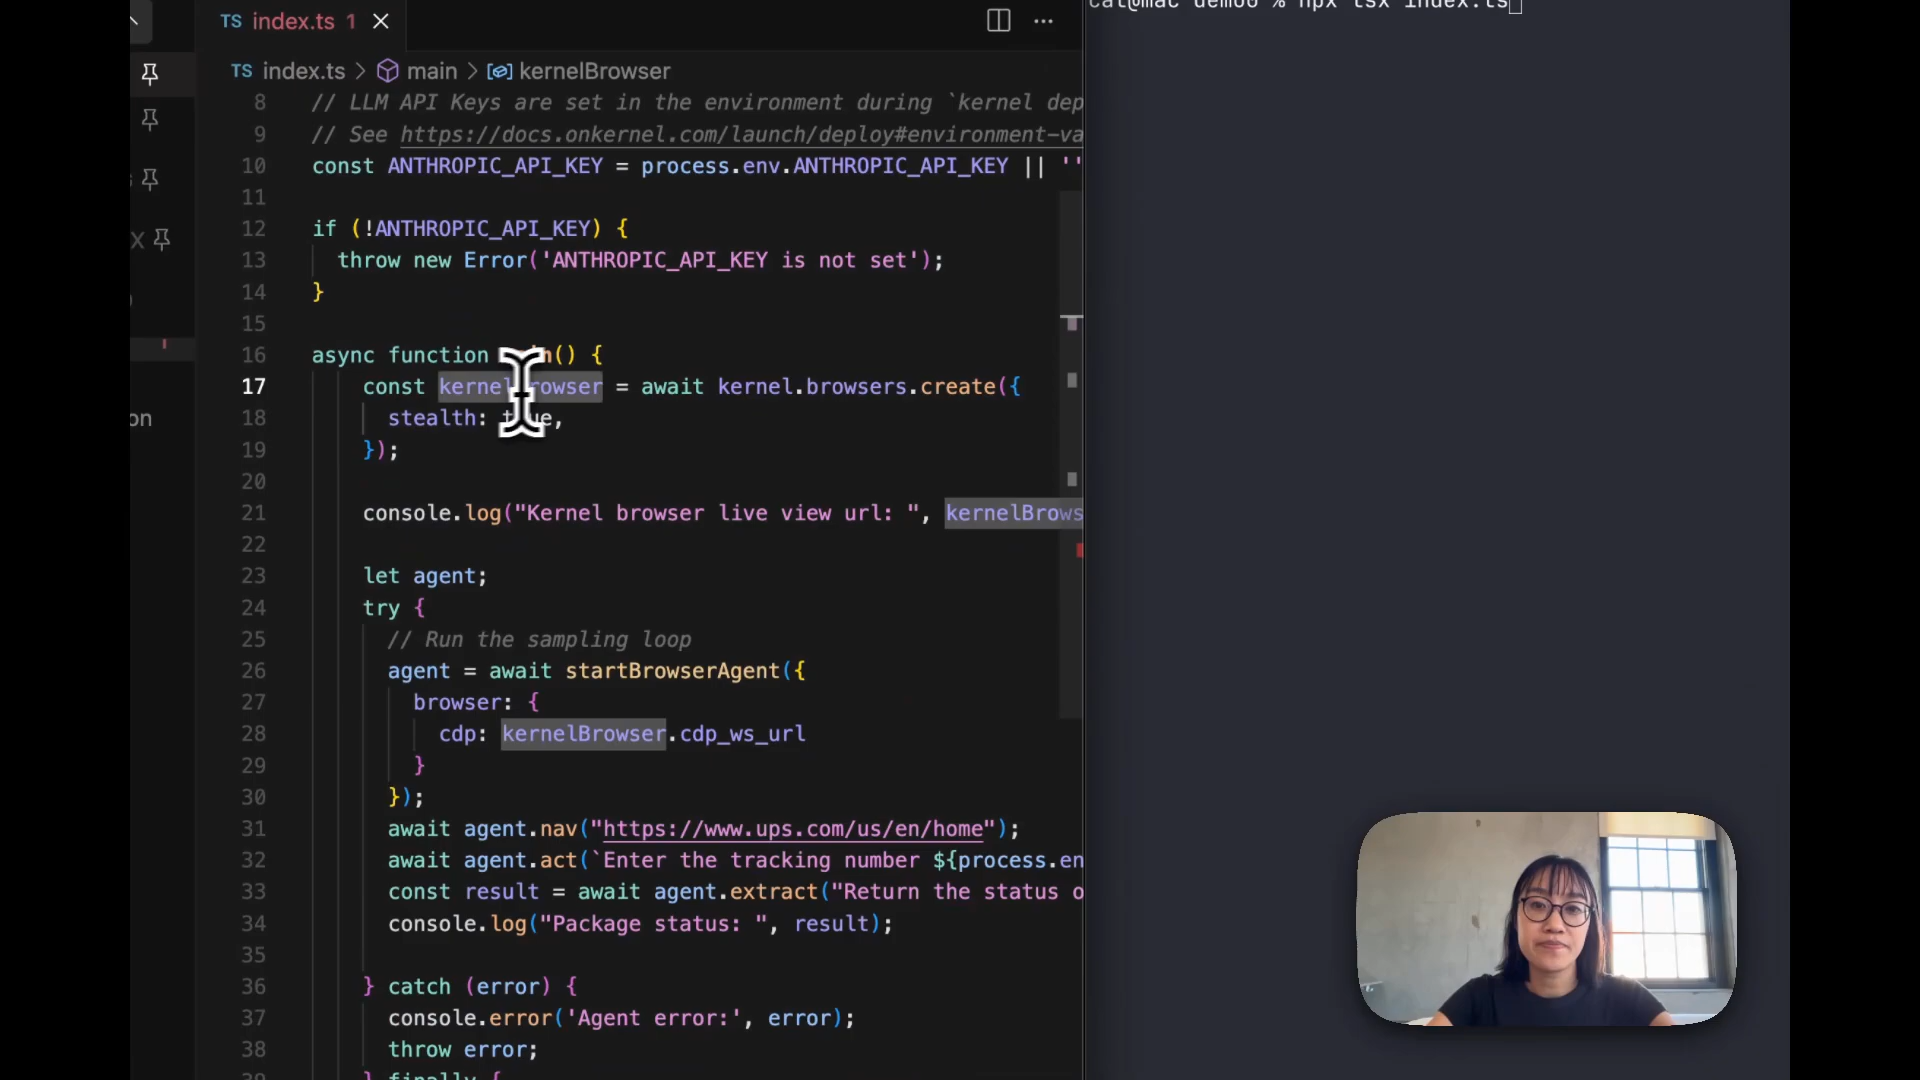 TS index.ts 1
TS index.ts > main > kernelBrowser
cat@mac demo6 % npx tsx index.ts
X
on
8 // LLM API Keys are set in the environment during `kernel dep
9 // See https://docs.onkernel.com/launch/deploy#environment-va
10 const ANTHROPIC_API_KEY = process.env.ANTHROPIC_API_KEY || ''
11
12 if (!ANTHROPIC_API_KEY) {
13 throw new Error('ANTHROPIC_API_KEY is not set');
14 }
15
16 async function () {
17 const kernelBrowser = await kernel.browsers.create({
18 stealth: true,
19 });
20
21 console.log("Kernel browser live view url: ", kernelBrows
22
23 let agent;
24 try {
25 // Run the sampling loop
26 agent = await startBrowserAgent({
27 browser: {
28 cdp: kernelBrowser.cdp_ws_url
29 }
30 });
31 await agent.nav("https://www.ups.com/us/en/home");
32 await agent.act(`Enter the tracking number ${process.en
33 const result = await agent.extract("Return the status o
34 console.log("Package status: ", result);
35
36 } catch (error) {
37 console.error('Agent error:', error);
38 throw error;
39 } finally {